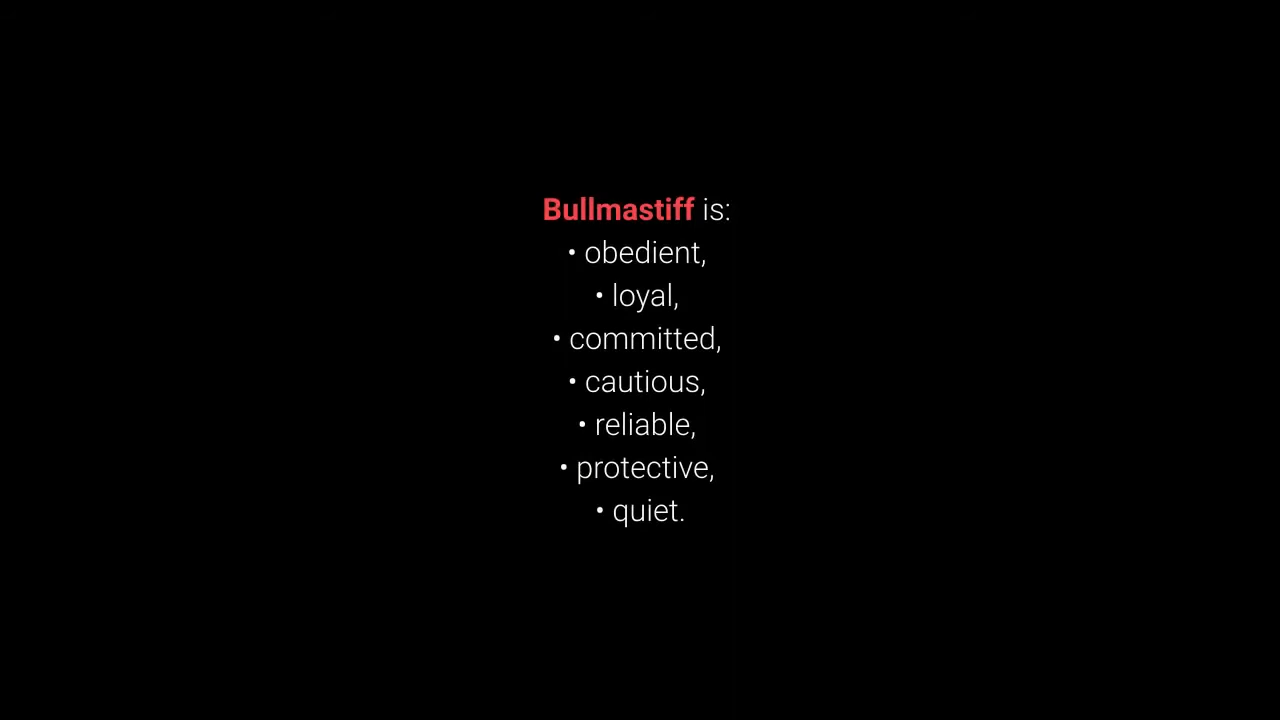 Bullmastiff is:
• obedient,
• loyal,
• committed,
• cautious,
• reliable,
• protective,
• quiet.